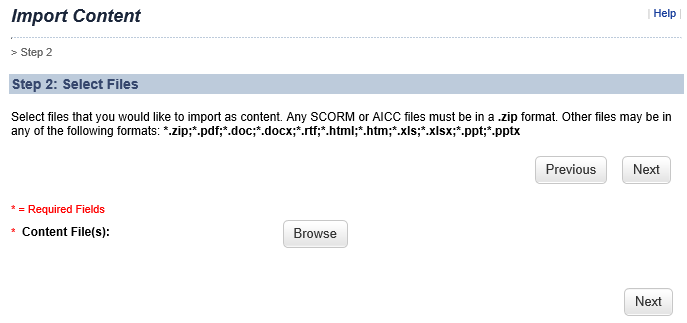 Import Content
| Help |
> Step 2
Step 2: Select Files
Select files that you would like to import as content. Any SCORM or AICC files must be in a .zip format. Other files may be in
any of the following formats: *.zip;*.pdf;*.doc;*.docx;*.rtf;*.html;*.htm;*.xls;*.xlsx;*.ppt;*.pptx
Previous Next
* = Required Fields
* Content File(s): Browse
Next